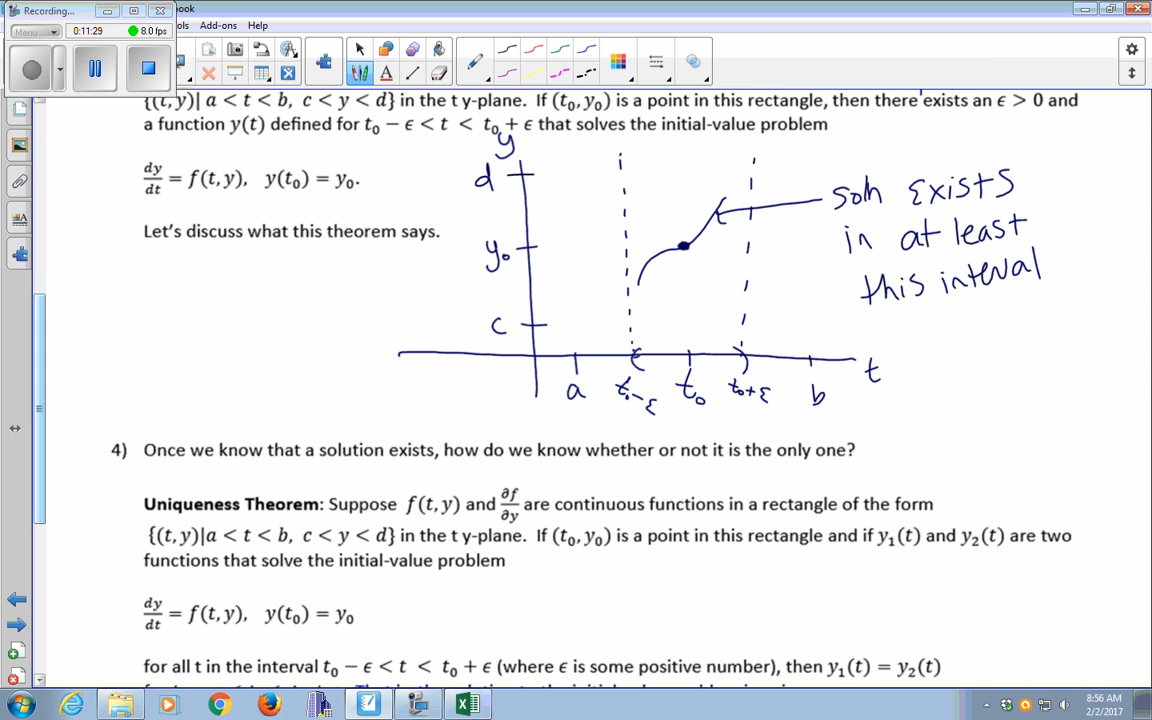 Recording...
Menu
0:11:29
8.0 fps
ook
ols Add-ons Help
{(t, y)| a < t < b, c < y < d} in the t y-plane. If (t₀, y₀) is a point in this rectangle, then there exists an ϵ > 0 and
a function y(t) defined for t₀ − ϵ < t < t₀ + ϵ that solves the initial-value problem
dy/dt = f(t, y), y(t₀) = y₀.
Let's discuss what this theorem says.
y
d
y₀
c
a
t₀-ε
t₀
t₀+ε
b
t
soln Exists
in at least
this interval
4) Once we know that a solution exists, how do we know whether or not it is the only one?
Uniqueness Theorem: Suppose f(t, y) and ∂f/∂y are continuous functions in a rectangle of the form
{(t, y)|a < t < b, c < y < d} in the t y-plane. If (t₀, y₀) is a point in this rectangle and if y₁(t) and y₂(t) are two
functions that solve the initial-value problem
dy/dt = f(t, y), y(t₀) = y₀
for all t in the interval t₀ − ϵ < t < t₀ + ϵ (where ϵ is some positive number), then y₁(t) = y₂(t)
8:56 AM
2/2/2017